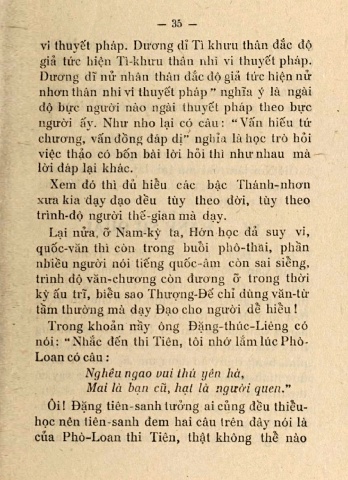 — 35 —
vi thuyết pháp. Dương dĩ Tì khưu thân đắc độ
giả tức hiện Tì-khưu thân nhi vi thuyết pháp.
Dương dĩ nữ nhân thân đắc độ giả tức hiện nữ
nhơn thân nhi vi thuyết pháp" nghĩa ý là ngài
độ bực người nào ngài thuyết pháp theo bực
người ấy. Như nho lại có câu: “Vấn hiếu tứ
chương, vấn đồng đáp dị" nghĩa là học trò hỏi
việc thảo có bốn bài lời hỏi thì như nhau mà
lời đáp lại khác.
Xem đó thì đủ hiểu các bậc Thánh-nhơn
xưa kia dạy đạo đều tùy theo đời, tùy theo
trình-độ người thế-gian mà dạy.
Lại nửa, ở Nam-kỳ ta, Hớn học đả suy vi,
quốc-văn thì còn trong buổi phô-thai, phần
nhiều người nói tiếng quốc-âm còn sai siểng,
trình độ văn-chương còn đương ở trong thời
kỳ ấu trĩ, biểu sao Thượng-Đế chỉ dùng văn-từ
tầm thường mà dạy Đạo cho người dể hiểu!
Trong khoản nầy ông Đặng-thúc-Liêng có
nói: “Nhắc đến thi Tiên, tôi nhớ lắm lúc Phò-
Loan có câu:
Nghêu ngao vui thú yên hà,
Mai là bạn cũ, hạt là người quen."
Ôi! Đặng tiên-sanh tưởng ai cũng đều thiểu-
học nên tiên-sanh đem hai câu trên đây nói là
của Phò-Loan thi Tiên, thật không thể nào